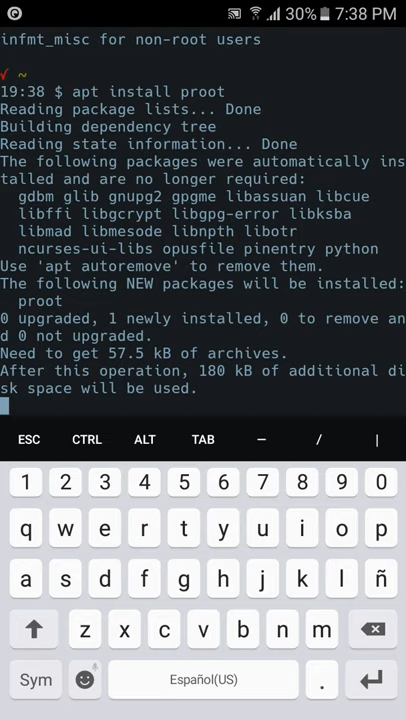 30% 7:38 PM
infmt_misc for non-root users
✓ ~
19:38 $ apt install proot
Reading package lists... Done
Building dependency tree
Reading state information... Done
The following packages were automatically ins
talled and are no longer required:
gdbm glib gnupg2 gpgme libassuan libcue
libffi libgcrypt libgpg-error libksba
libmad libmesode libnpth libotr
ncurses-ui-libs opusfile pinentry python
Use 'apt autoremove' to remove them.
The following NEW packages will be installed:
proot
0 upgraded, 1 newly installed, 0 to remove an
d 0 not upgraded.
Need to get 57.5 kB of archives.
After this operation, 180 kB of additional di
sk space will be used.
ESC CTRL ALT TAB — / |
1 2 3 4 5 6 7 8 9 0
q w e r t y u i o p
a s d f g h j k l ñ
z x c v b n m
Sym Español(US) .